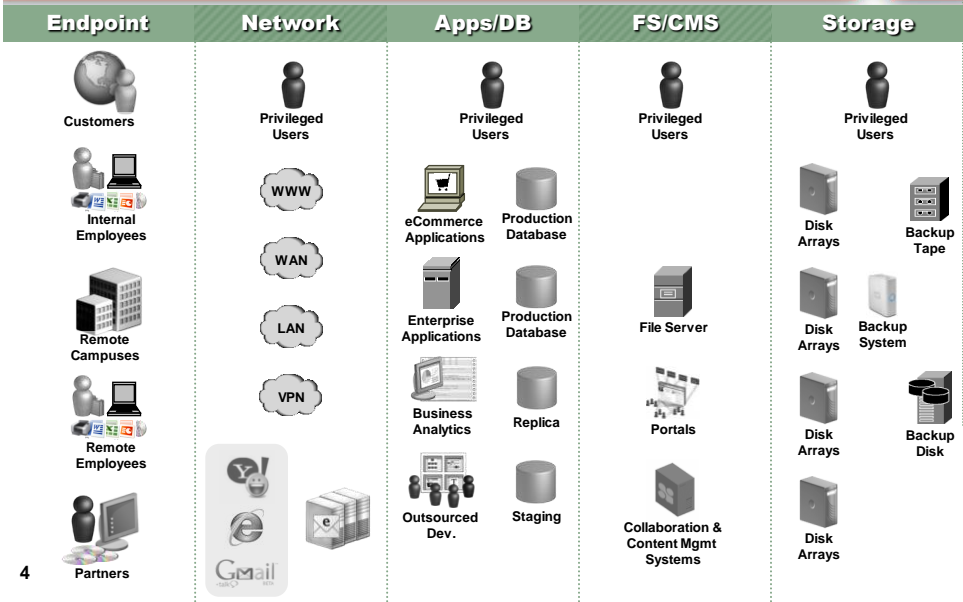 Endpoint
Network
Apps/DB
FS/CMS
Storage
Customers
Internal
Employees
Remote
Campuses
Remote
Employees
Partners
4
Privileged
Users
WWW
WAN
LAN
VPN
Y!
e
GMail
talk
BETA
Privileged
Users
eCommerce
Applications
Production
Database
Enterprise
Applications
Production
Database
Business
Analytics
Replica
Outsourced
Dev.
Staging
Privileged
Users
File Server
Portals
Collaboration &
Content Mgmt
Systems
Privileged
Users
Disk
Arrays
Backup
Tape
Disk
Arrays
Backup
System
Disk
Arrays
Backup
Disk
Disk
Arrays